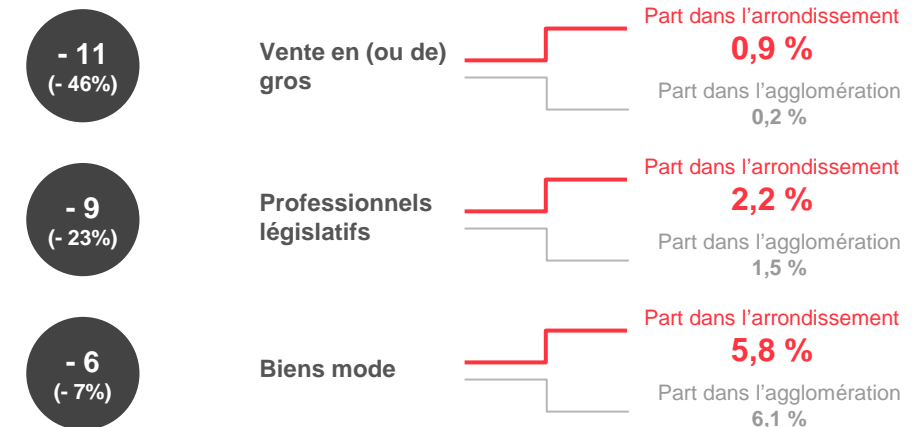 - 11
(- 46%)
Vente en (ou de)
gros
Part dans l'arrondissement
0,9 %
Part dans l'agglomération
0,2 %
- 9
(- 23%)
Professionnels
législatifs
Part dans l'arrondissement
2,2 %
Part dans l'agglomération
1,5 %
- 6
(- 7%)
Biens mode
Part dans l'arrondissement
5,8 %
Part dans l'agglomération
6,1 %